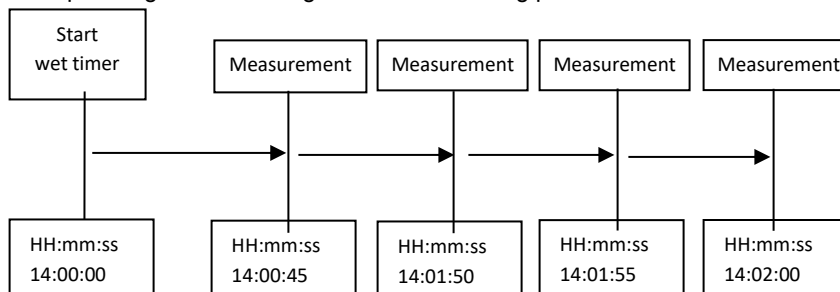 Start
wet timer
Measurement
Measurement
Measurement
Measurement
HH:mm:ss
14:00:00
HH:mm:ss
14:00:45
HH:mm:ss
14:01:50
HH:mm:ss
14:01:55
HH:mm:ss
14:02:00